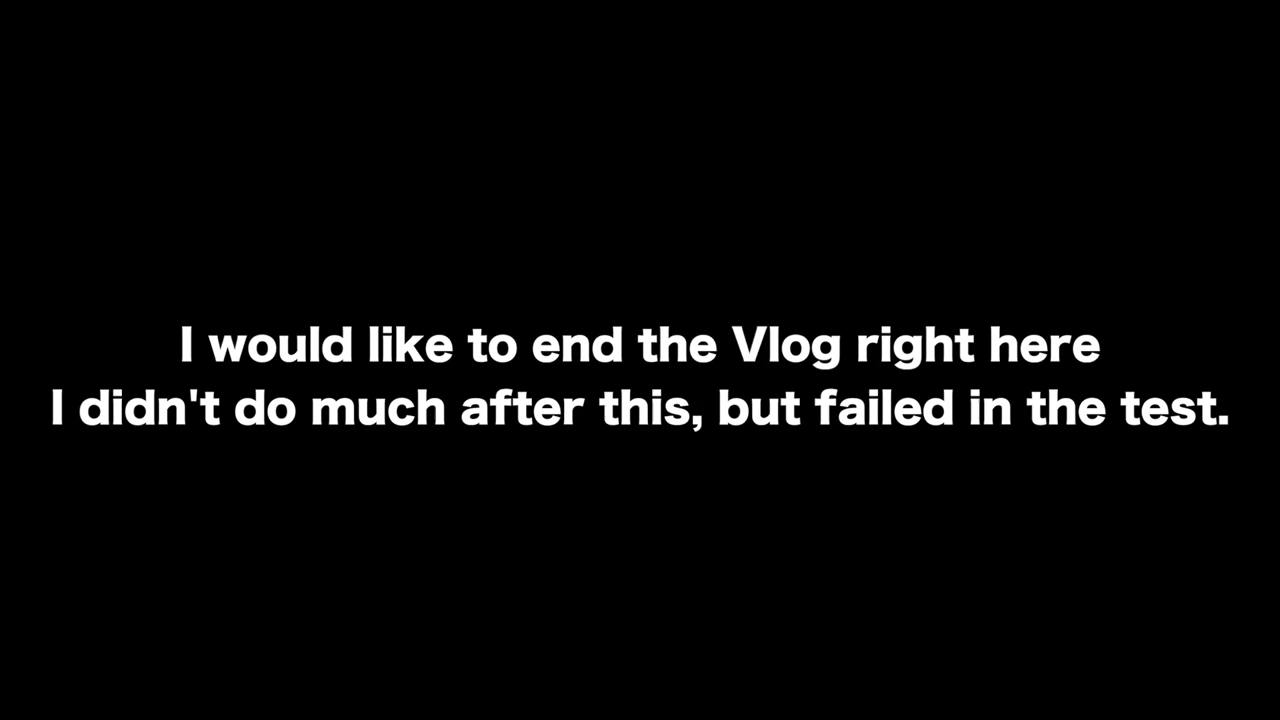 I would like to end the Vlog right here
I didn't do much after this, but failed in the test.